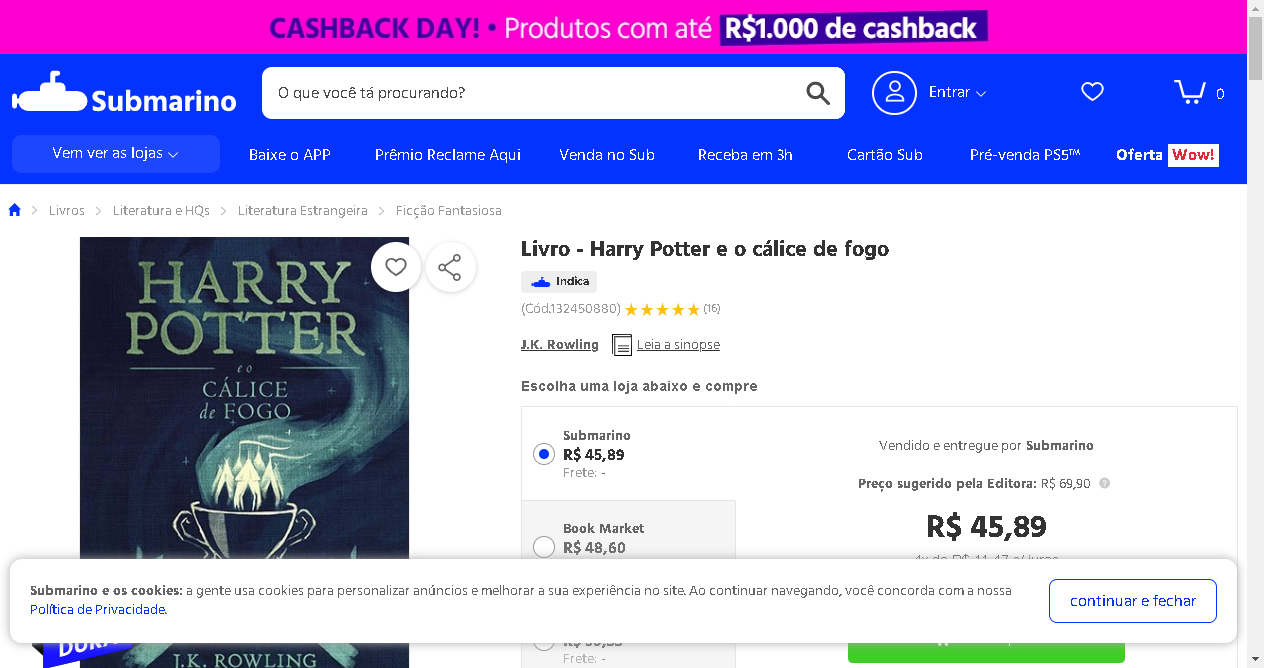 CASHBACK DAY! • Produtos com até R$1.000 de cashback
Submarino
O que você tá procurando?
Entrar
0
Vem ver as lojas
Baixe o APP
Prêmio Reclame Aqui
Venda no Sub
Receba em 3h
Cartão Sub
Pré-venda PS5™
Oferta Wow!
Livros
Literatura e HQs
Literatura Estrangeira
Ficção Fantasiosa
HARRY
POTTER
e o
CÁLICE
de FOGO
J.K. ROWLING
Livro - Harry Potter e o cálice de fogo
Indica
(Cód.132450880)
(16)
J.K. Rowling
Leia a sinopse
Escolha uma loja abaixo e compre
Submarino
R$ 45,89
Frete: -
Book Market
R$ 48,60
Frete: -
Vendido e entregue por Submarino
Preço sugerido pela Editora: R$ 69,90
R$ 45,89
Submarino e os cookies: a gente usa cookies para personalizar anúncios e melhorar a sua experiência no site. Ao continuar navegando, você concorda com a nossa
Política de Privacidade.
continuar e fechar